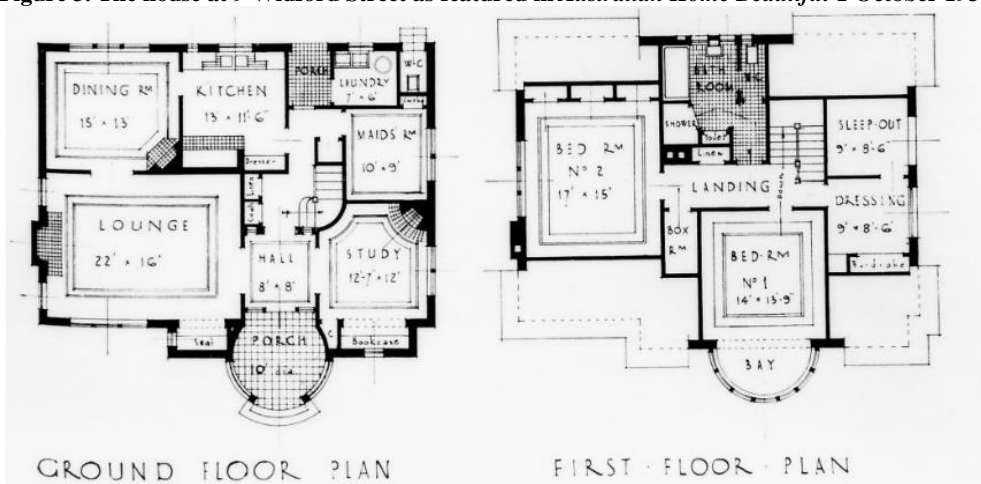 Figure 3. The house at 9 Widford Street as featured in Australian Home Beautiful 1 October 193
DINING RM
15' × 13'
KITCHEN
13' × 11'-6"
PORCH
LAUNDRY
7' × 6'
W·C
MAIDS' RM
10' × 9'
Dresser
LOUNGE
22' × 16'
HALL
8' × 8'
STUDY
12'-7" × 12'
Seat
PORCH
10' dia
C
Bookcase
GROUND FLOOR PLAN
BATH
ROOM
W.C
SHOWER
Toilet
Linen
BED RM
Nº 2
17' × 15'
SLEEP-OUT
9' × 8'-6"
LANDING
DRESSING
9' × 8'-6"
Wardrobe
BOX
RM
BED-RM
Nº 1
14' × 13'-9"
BAY
FIRST · FLOOR · PLAN